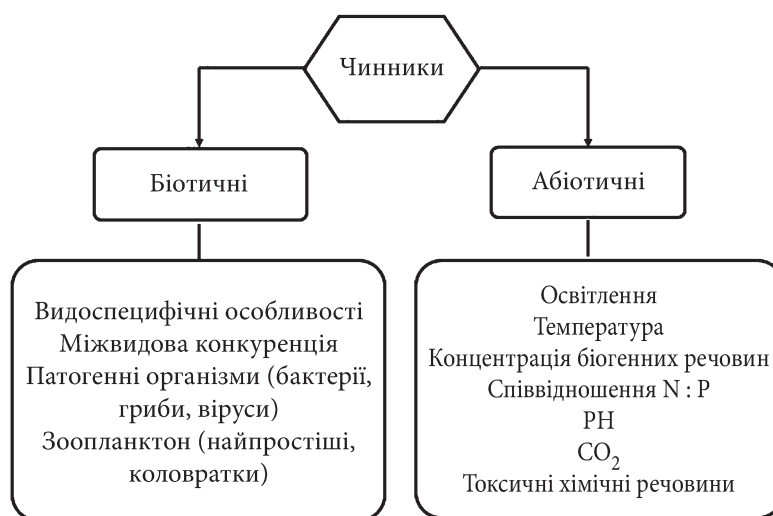 Чинники
Біотичні
Абіотичні
Видоспецифічні особливості
Міжвидова конкуренція
Патогенні організми (бактерії,
гриби, віруси)
Зоопланктон (найпростіші,
коловратки)
Освітлення
Температура
Концентрація біогенних речовин
Співвідношення N : P
PH
CO₂
Токсичні хімічні речовини